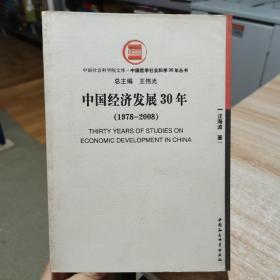 中国社会科学院文库·中国哲学社会科学30年丛书
总主编 王伟光
中国经济发展30年
(1978-2008)
THIRTY YEARS OF STUDIES ON
ECONOMIC DEVELOPMENT IN CHINA
汪海波 著
中国社会科学出版社